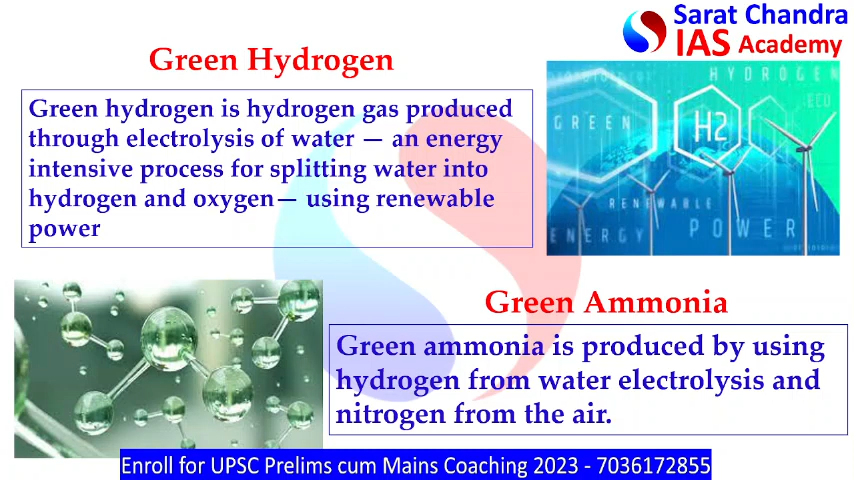 Sarat Chandra
IAS Academy
Green Hydrogen
Green hydrogen is hydrogen gas produced
through electrolysis of water — an energy
intensive process for splitting water into
hydrogen and oxygen— using renewable
power
HYDROGEN
ECO
GREEN
H2
RENEWABLE
ENERGY
POWER
Green Ammonia
Green ammonia is produced by using
hydrogen from water electrolysis and
nitrogen from the air.
Enroll for UPSC Prelims cum Mains Coaching 2023 - 7036172855